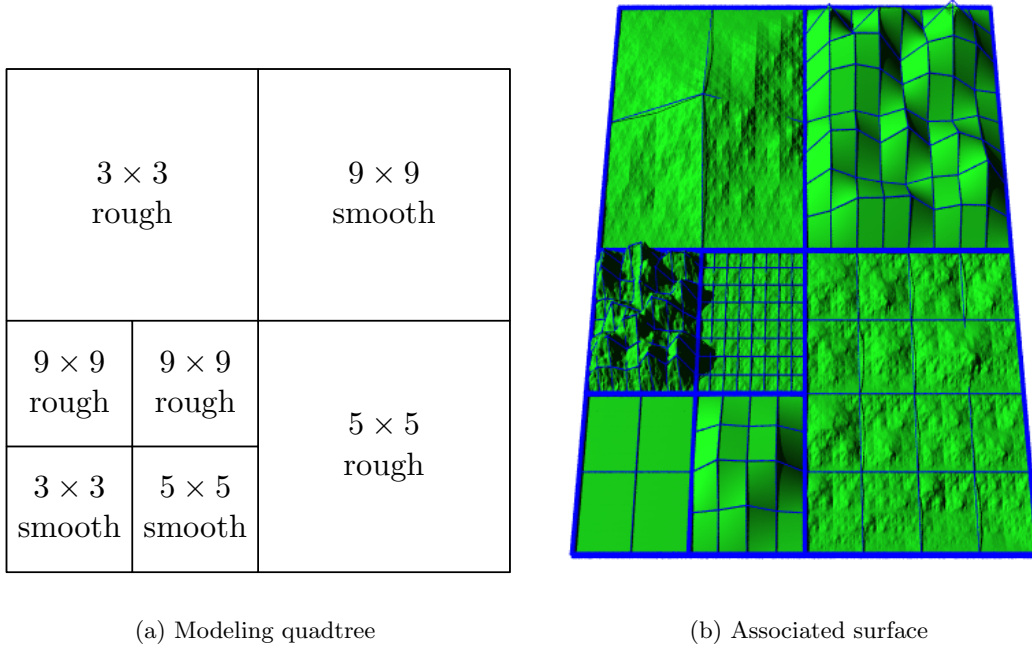 3 × 3
rough
9 × 9
smooth
9 × 9
rough
9 × 9
rough
5 × 5
rough
3 × 3
smooth
5 × 5
smooth
(a) Modeling quadtree
(b) Associated surface